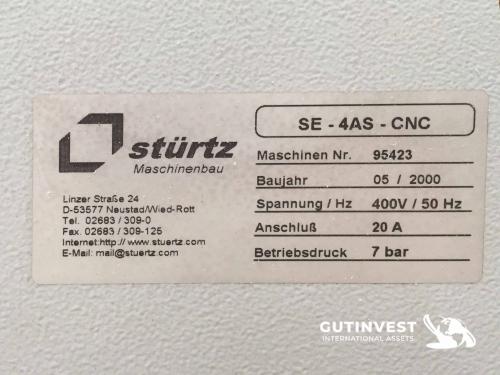 stürtz
Maschinenbau
Linzer Straße 24
D-53577 Neustad/Wied-Rott
Tel. 02683 / 309-0
Fax. 02683 / 309-125
Internet:http// www.stuertz.com
E-Mail: mail@stuertz.com
SE - 4AS - CNC
Maschinen Nr. 95423
Baujahr 05 / 2000
Spannung / Hz 400V / 50 Hz
Anschluß 20 A
Betriebsdruck 7 bar
GUTINVEST
INTERNATIONAL ASSETS